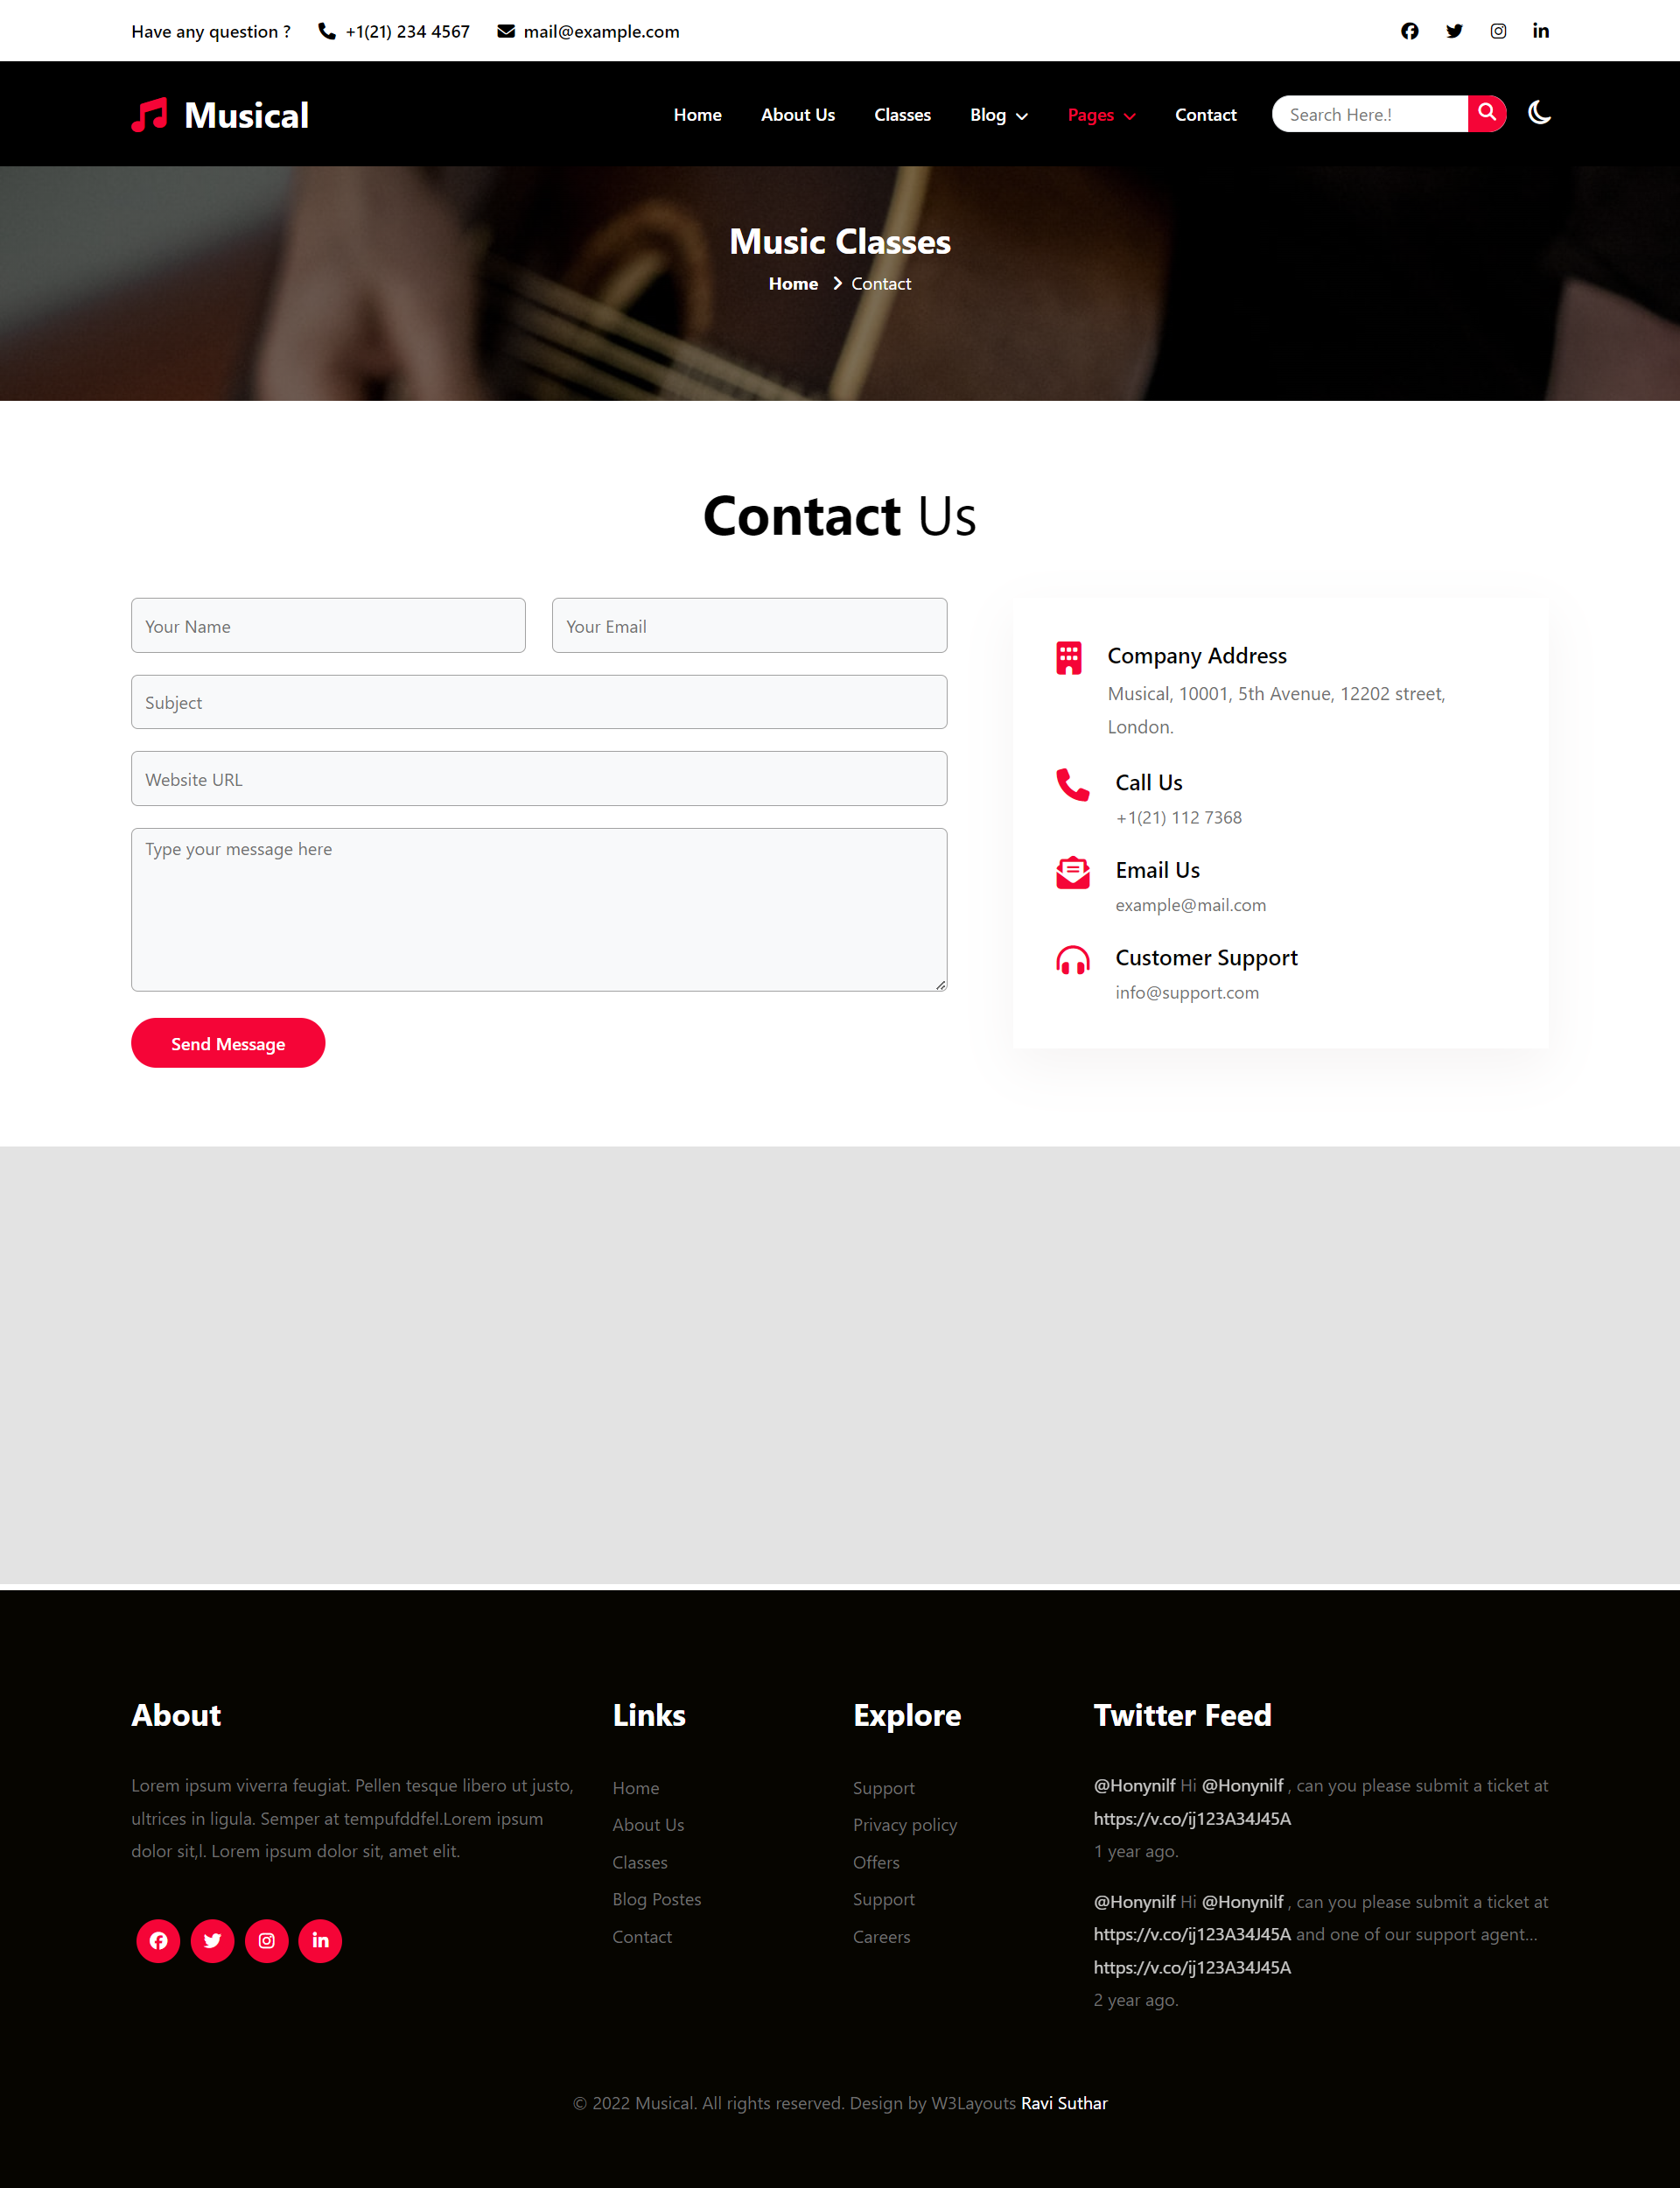 Have any question ? +1(21) 234 4567 mail@example.com
Musical Home About Us Classes Blog Pages Contact Search Here.!
Music Classes
Home Contact
Contact Us
Your Name Your Email
Subject
Website URL
Type your message here
Send Message
Company Address
Musical, 10001, 5th Avenue, 12202 street,
London.
Call Us
+1(21) 112 7368
Email Us
example@mail.com
Customer Support
info@support.com
About
Lorem ipsum viverra feugiat. Pellen tesque libero ut justo,
ultrices in ligula. Semper at tempufddfel.Lorem ipsum
dolor sit,l. Lorem ipsum dolor sit, amet elit.
Links
Home
About Us
Classes
Blog Postes
Contact
Explore
Support
Privacy policy
Offers
Support
Careers
Twitter Feed
@Honynilf Hi @Honynilf , can you please submit a ticket at
https://v.co/ij123A34J45A
1 year ago.
@Honynilf Hi @Honynilf , can you please submit a ticket at
https://v.co/ij123A34J45A and one of our support agent...
https://v.co/ij123A34J45A
2 year ago.
© 2022 Musical. All rights reserved. Design by W3Layouts Ravi Suthar